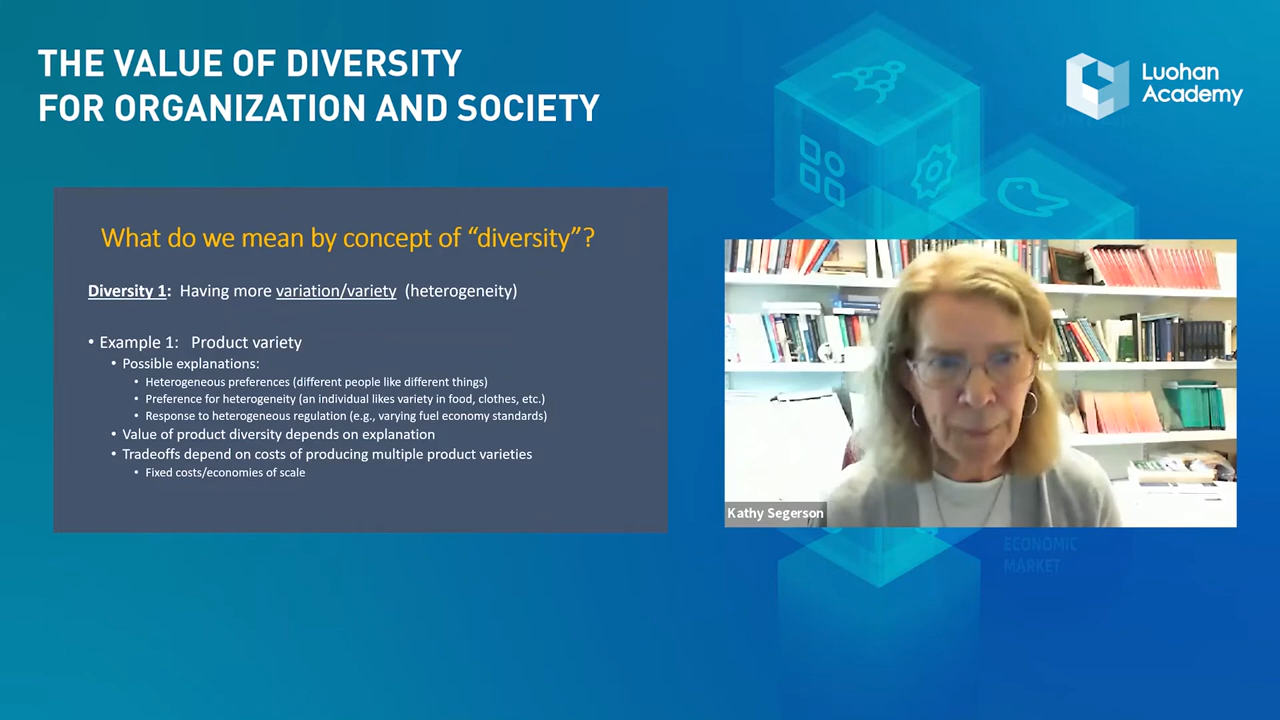 THE VALUE OF DIVERSITY
FOR ORGANIZATION AND SOCIETY
Luohan
Academy
What do we mean by concept of “diversity”?
Diversity 1: Having more variation/variety (heterogeneity)
• Example 1: Product variety
• Possible explanations:
• Heterogeneous preferences (different people like different things)
• Preference for heterogeneity (an individual likes variety in food, clothes, etc.)
• Response to heterogeneous regulation (e.g., varying fuel economy standards)
• Value of product diversity depends on explanation
• Tradeoffs depend on costs of producing multiple product varieties
• Fixed costs/economies of scale
Kathy Segerson
ECONOMIC
MARKET